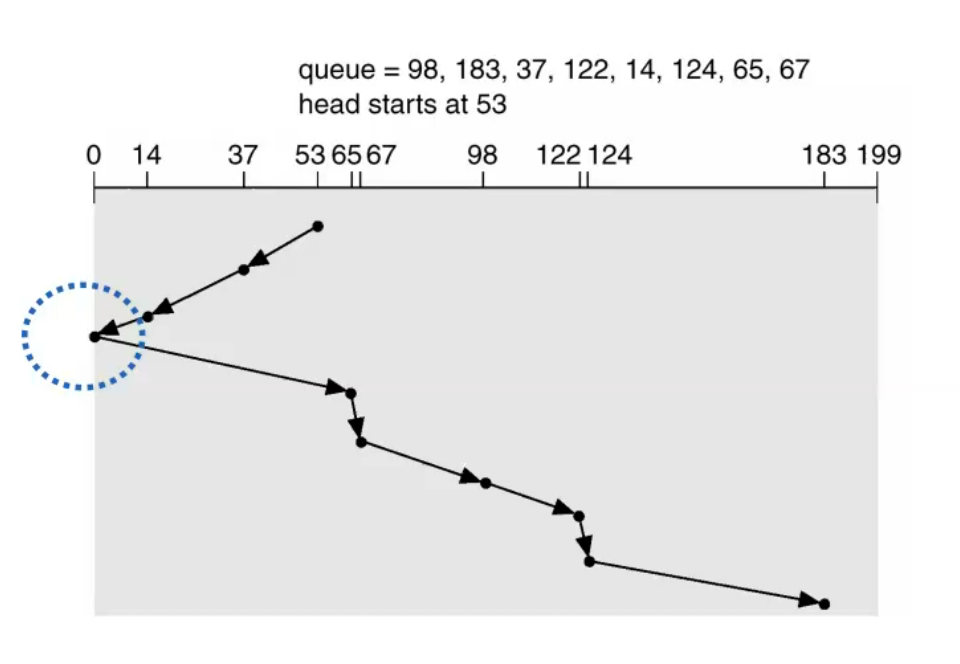 queue = 98, 183, 37, 122, 14, 124, 65, 67
head starts at 53
0 14 37 53 65 67 98 122 124 183 199